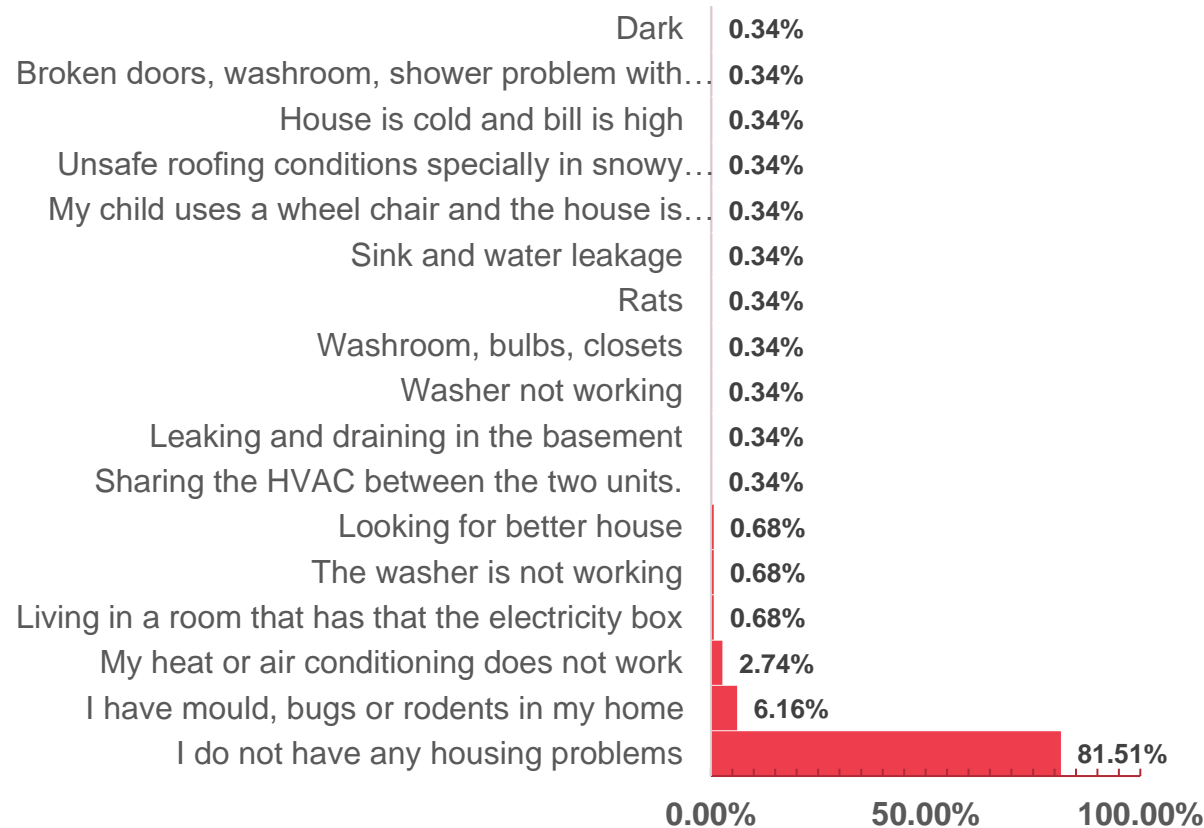 Dark 0.34%
Broken doors, washroom, shower problem with… 0.34%
House is cold and bill is high 0.34%
Unsafe roofing conditions specially in snowy… 0.34%
My child uses a wheel chair and the house is… 0.34%
Sink and water leakage 0.34%
Rats 0.34%
Washroom, bulbs, closets 0.34%
Washer not working 0.34%
Leaking and draining in the basement 0.34%
Sharing the HVAC between the two units. 0.34%
Looking for better house 0.68%
The washer is not working 0.68%
Living in a room that has that the electricity box 0.68%
My heat or air conditioning does not work 2.74%
I have mould, bugs or rodents in my home 6.16%
I do not have any housing problems 81.51%
0.00% 50.00% 100.00%